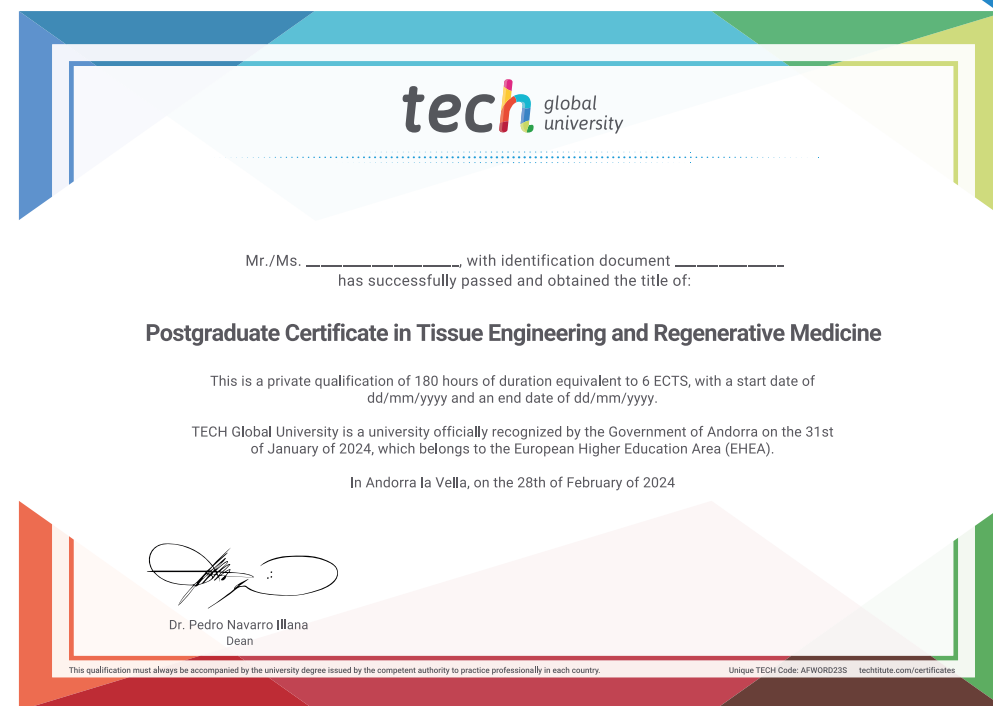 tech global university
Mr./Ms. ____________________, with identification document ______________
has successfully passed and obtained the title of:
Postgraduate Certificate in Tissue Engineering and Regenerative Medicine
This is a private qualification of 180 hours of duration equivalent to 6 ECTS, with a start date of
dd/mm/yyyy and an end date of dd/mm/yyyy.
TECH Global University is a university officially recognized by the Government of Andorra on the 31st
of January of 2024, which belongs to the European Higher Education Area (EHEA).
In Andorra la Vella, on the 28th of February of 2024
Dr. Pedro Navarro Illana
Dean
This qualification must always be accompanied by the university degree issued by the competent authority to practice professionally in each country.
Unique TECH Code: AFWORD23S techtitute.com/certificates